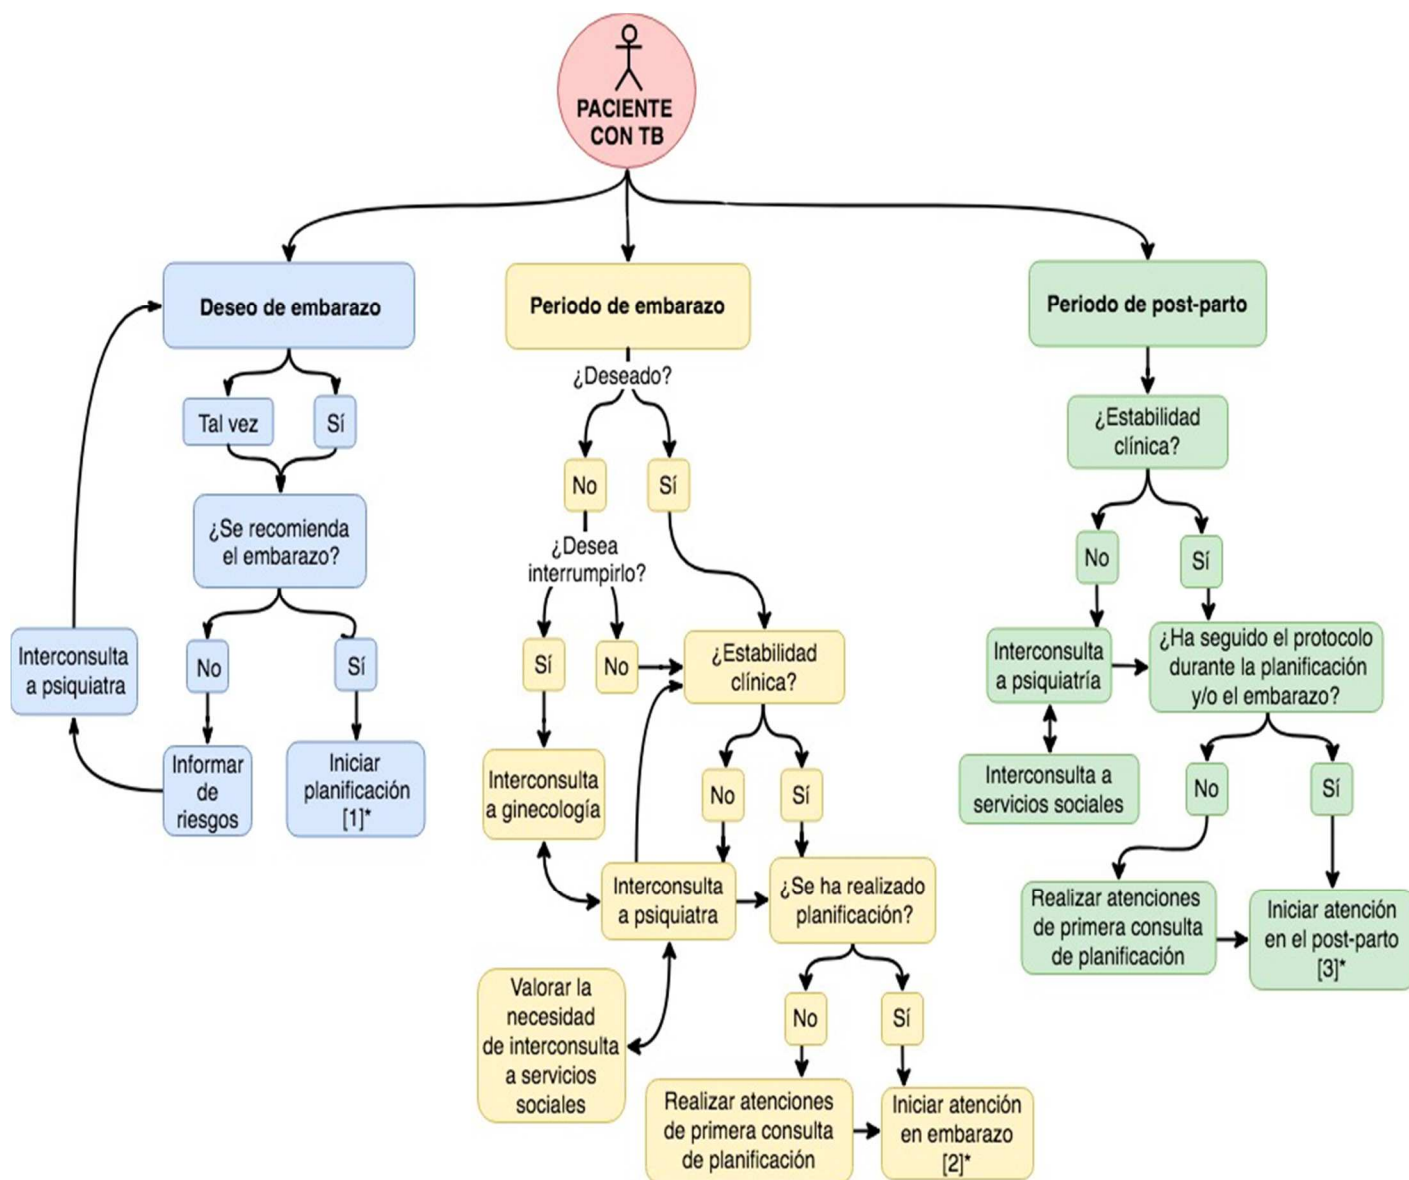 PACIENTE
CON TB
Deseo de embarazo
Tal vez
Sí
¿Se recomienda
el embarazo?
No
Sí
Interconsulta
a psiquiatra
Informar
de
riesgos
Iniciar
planificación
[1]*
Periodo de embarazo
¿Deseado?
No
Sí
¿Desea
interrumpirlo?
Sí
No
¿Estabilidad
clínica?
Interconsulta
a ginecología
No
Sí
Interconsulta
a psiquiatra
¿Se ha realizado
planificación?
Valorar la
necesidad
de interconsulta
a servicios
sociales
No
Sí
Realizar atenciones
de primera consulta
de planificación
Iniciar atención
en embarazo
[2]*
Periodo de post-parto
¿Estabilidad
clínica?
No
Sí
Interconsulta
a psiquiatría
¿Ha seguido el protocolo
durante la planificación
y/o el embarazo?
Interconsulta a
servicios sociales
No
Sí
Realizar atenciones
de primera consulta
de planificación
Iniciar atención
en el post-parto
[3]*